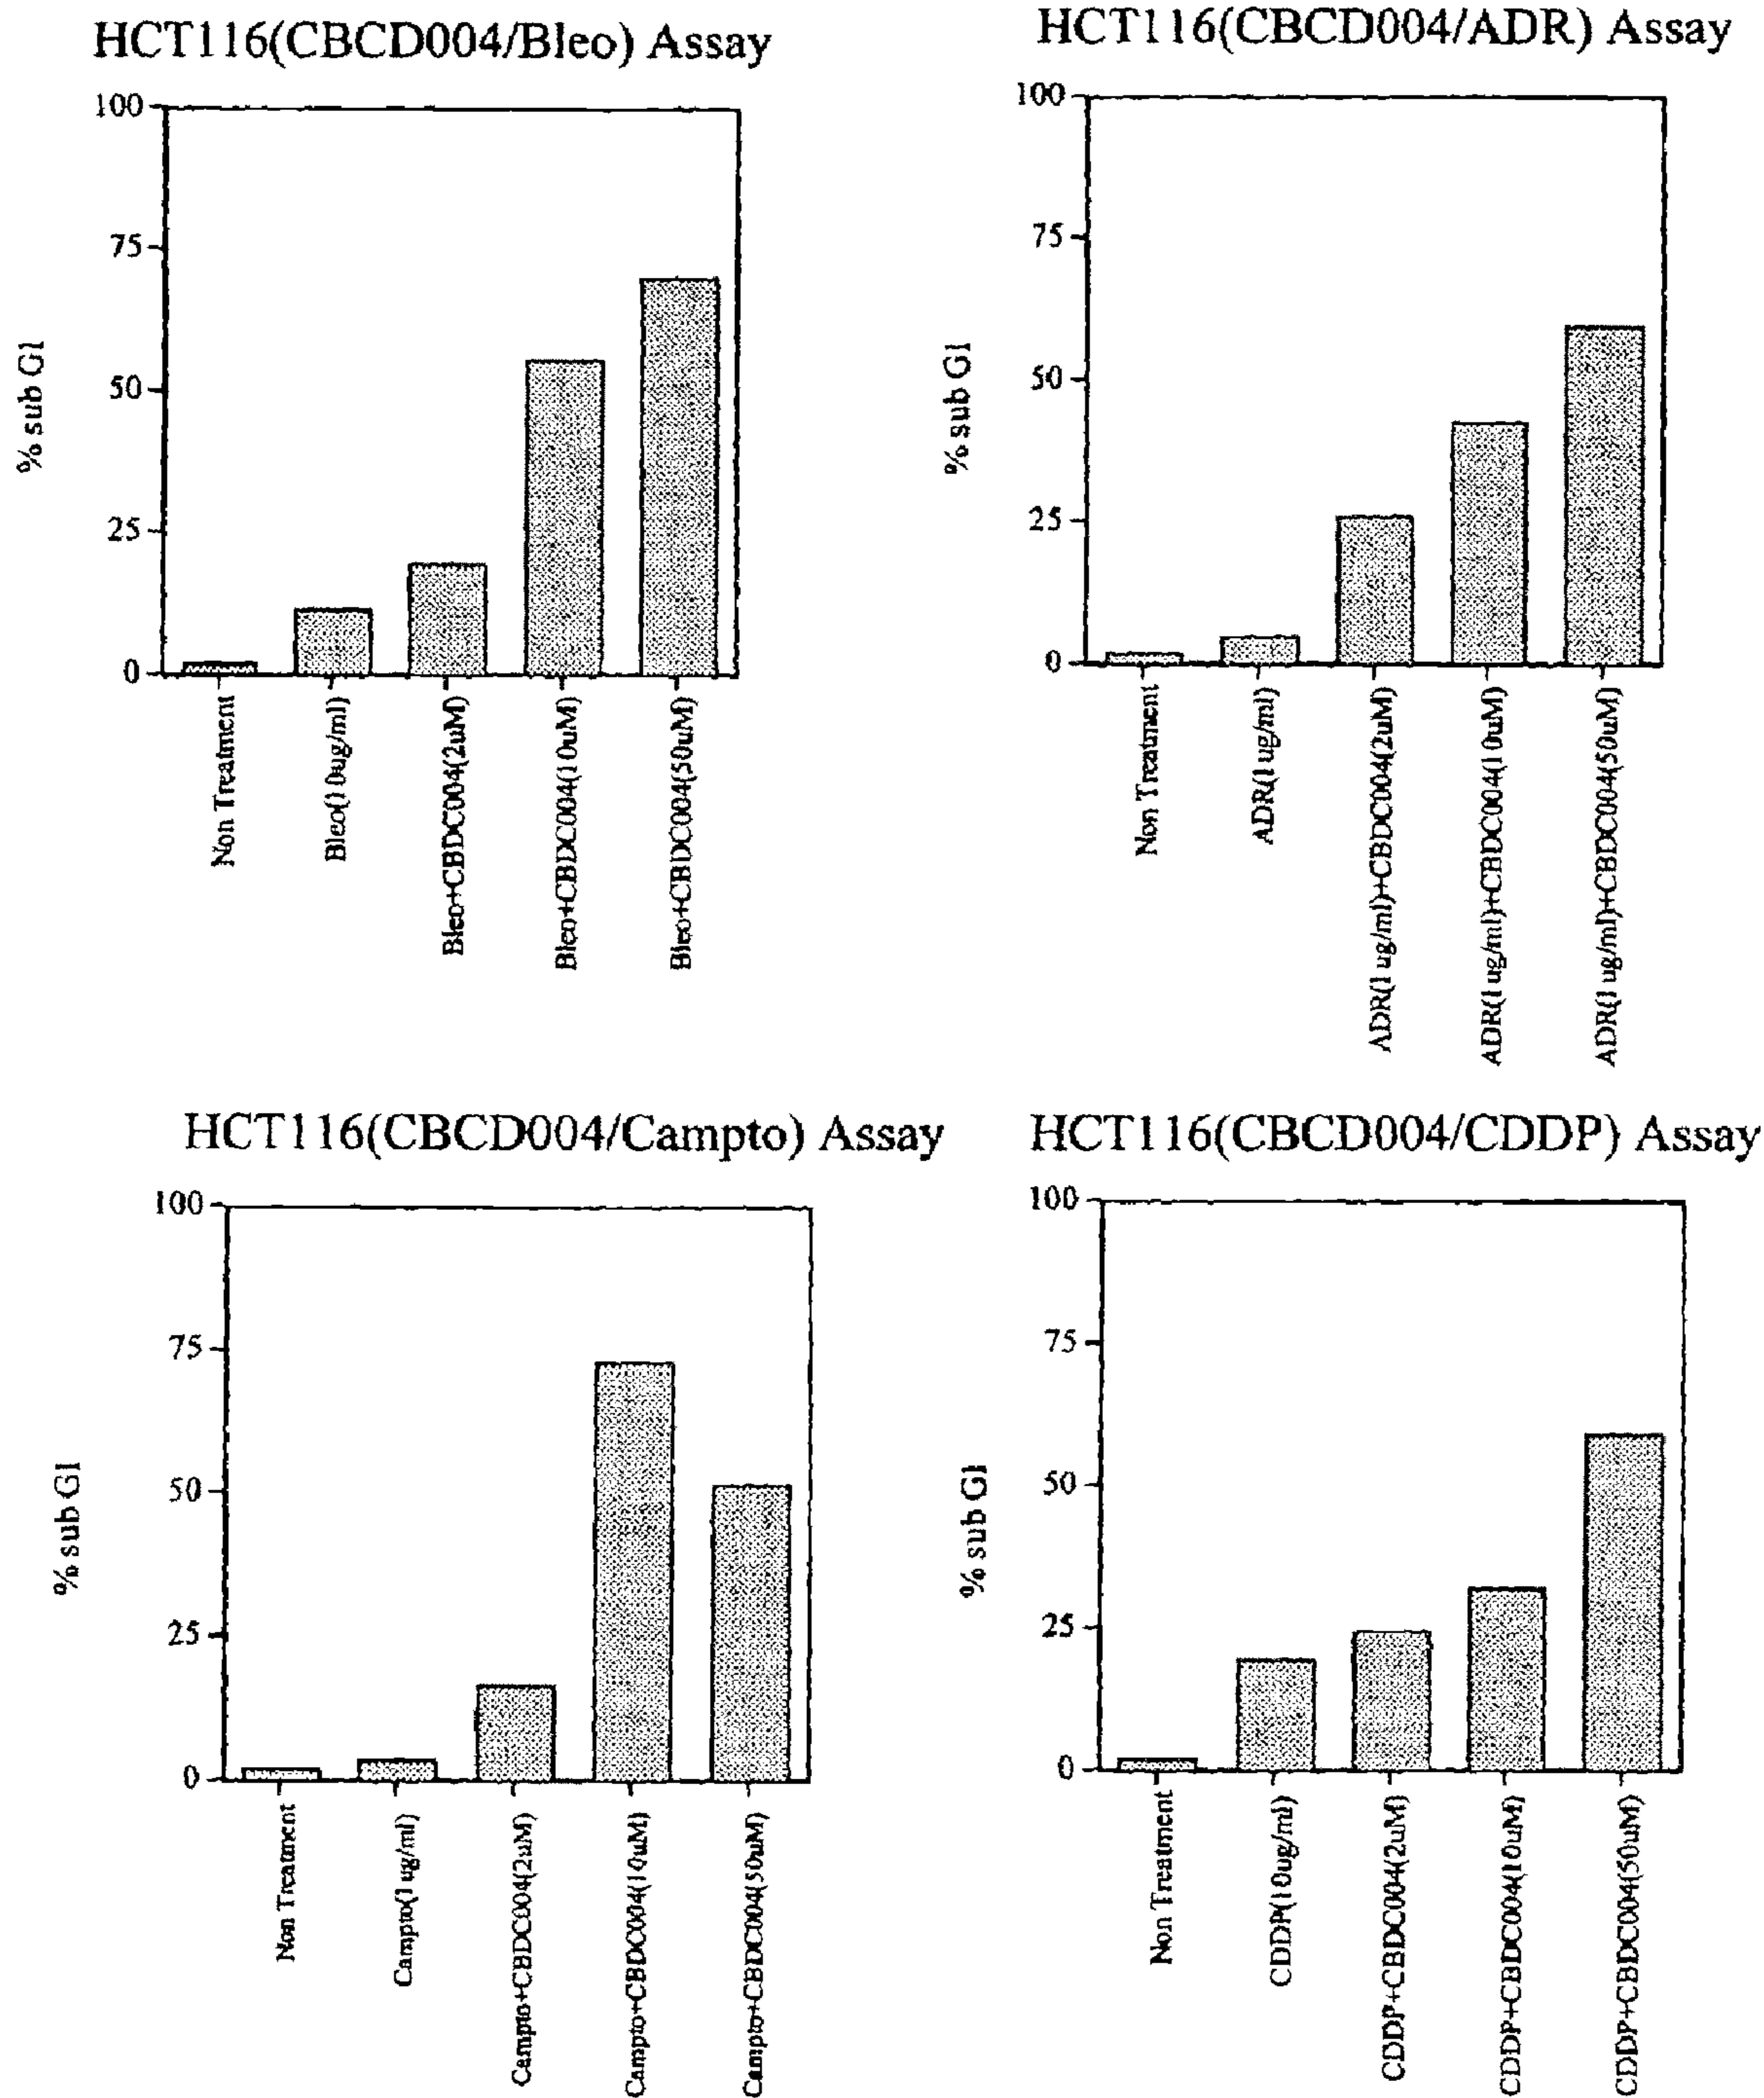 HCT116(CBCD004/Bleo) Assay
100
75
50
25
0
% sub G1
Non Treatment
Bleo(10ug/ml)
Bleo+CBDC004(2uM)
Bleo+CBDC004(10uM)
Bleo+CBDC004(50uM)
HCT116(CBCD004/ADR) Assay
100
75
50
25
0
% sub G1
Non Treatment
ADR(1ug/ml)
ADR(1ug/ml)+CBDC004(2uM)
ADR(1ug/ml)+CBDC004(10uM)
ADR(1ug/ml)+CBDC004(50uM)
HCT116(CBCD004/Campto) Assay
100
75
50
25
0
% sub G1
Non Treatment
Campto(1ug/ml)
Campto+CBDC004(2uM)
Campto+CBDC004(10uM)
Campto+CBDC004(50uM)
HCT116(CBCD004/CDDP) Assay
100
75
50
25
0
% sub G1
Non Treatment
CDDP(10ug/ml)
CDDP+CBDC004(2uM)
CDDP+CBDC004(10uM)
CDDP+CBDC004(50uM)